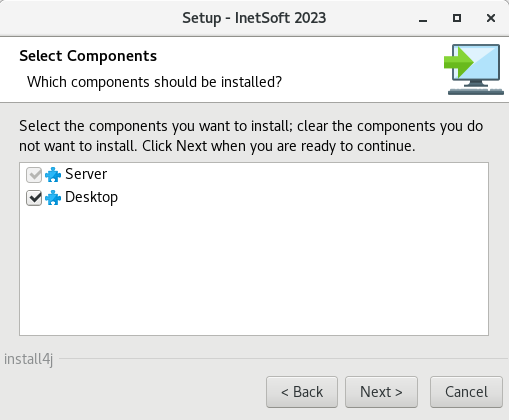 Setup - InetSoft 2023
Select Components
Which components should be installed?
Select the components you want to install; clear the components you do
not want to install. Click Next when you are ready to continue.
Server
Desktop
install4j
< Back
Next >
Cancel